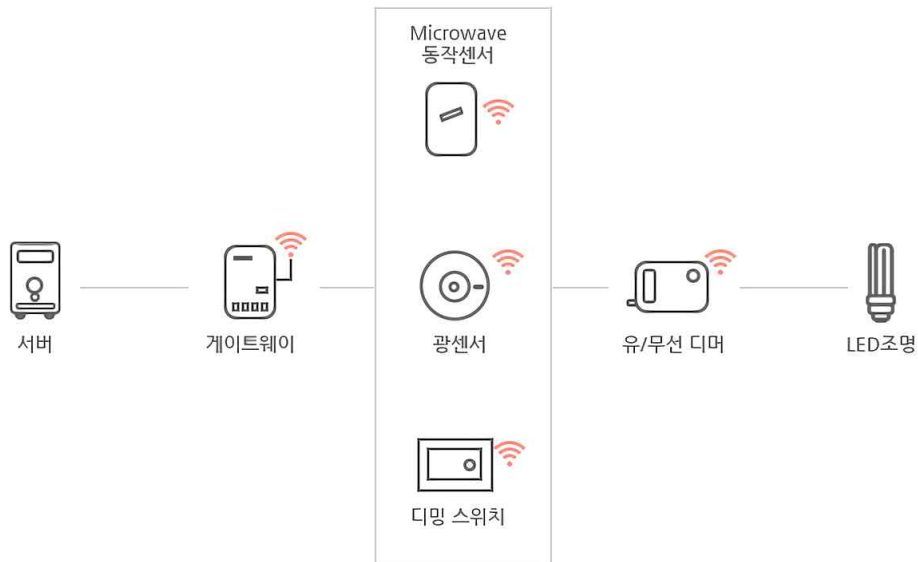 Microwave
동작센서
서버
게이트웨이
광센서
유/무선 디머
LED조명
디밍 스위치